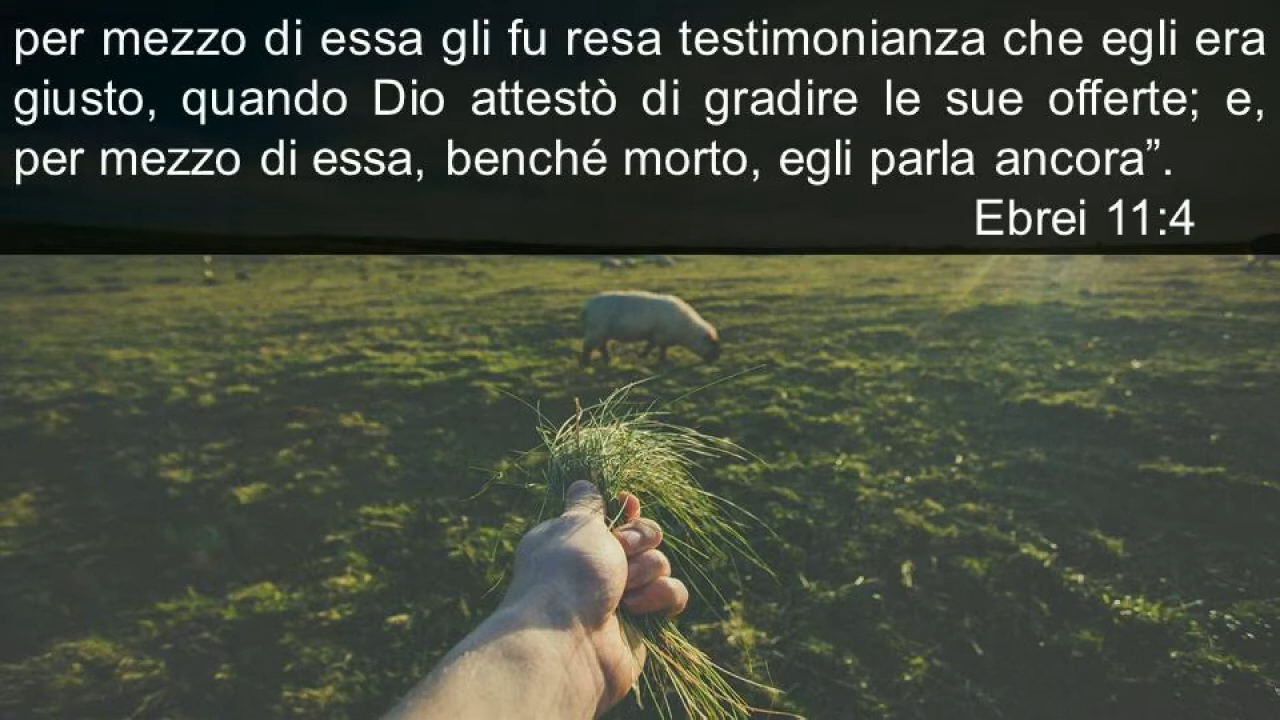 per mezzo di essa gli fu resa testimonianza che egli era
giusto, quando Dio attestò di gradire le sue offerte; e,
per mezzo di essa, benché morto, egli parla ancora”.
Ebrei 11:4